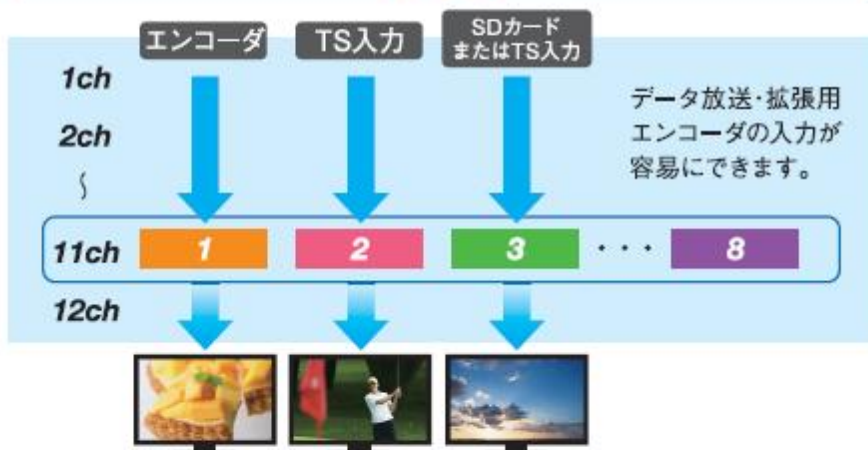 エンコーダ
TS入力
SDカード
またはTS入力
1ch
2ch
〜
データ放送・拡張用
エンコーダの入力が
容易にできます。
11ch 1 2 3 ・・・ 8
12ch